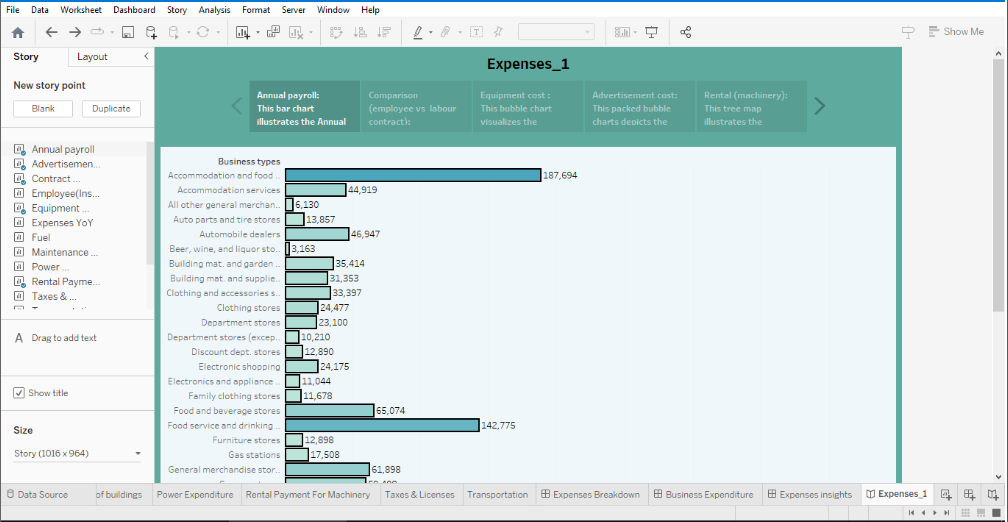 File Data Worksheet Dashboard Story Analysis Format Server Window Help
Show Me
Story Layout
New story point
Blank Duplicate
Annual payroll
Advertisemen...
Contract ...
Employee(Ins...
Equipment ...
Expenses YoY
Fuel
Maintenance ...
Power ...
Rental Payme...
Taxes & ...
A Drag to add text
Show title
Size
Story (1016 x 964)
Expenses_1
Annual payroll:
This bar chart
illustrates the Annual
Comparison
(employee vs labour
contract):
Equipment cost :
This bubble chart
visualizes the
Advertisement cost:
This packed bubble
charts depicts the
Rental (machinery):
This tree map
illustrates the
Business types
Accommodation and food .. 187,694
Accommodation services 44,919
All other general merchan.. 6,130
Auto parts and tire stores 13,857
Automobile dealers 46,947
Beer, wine, and liquor sto.. 3,163
Building mat. and garden .. 35,414
Building mat. and supplie.. 31,353
Clothing and accessories s.. 33,397
Clothing stores 24,477
Department stores 23,100
Department stores (excep.. 10,210
Discount dept. stores 12,890
Electronic shopping 24,175
Electronics and appliance .. 11,044
Family clothing stores 11,678
Food and beverage stores 65,074
Food service and drinking .. 142,775
Furniture stores 12,898
Gas stations 17,508
General merchandise stor.. 61,898
Data Source of buildings Power Expenditure Rental Payment For Machinery Taxes & Licenses Transportation Expenses Breakdown Business Expenditure Expenses insights Expenses_1